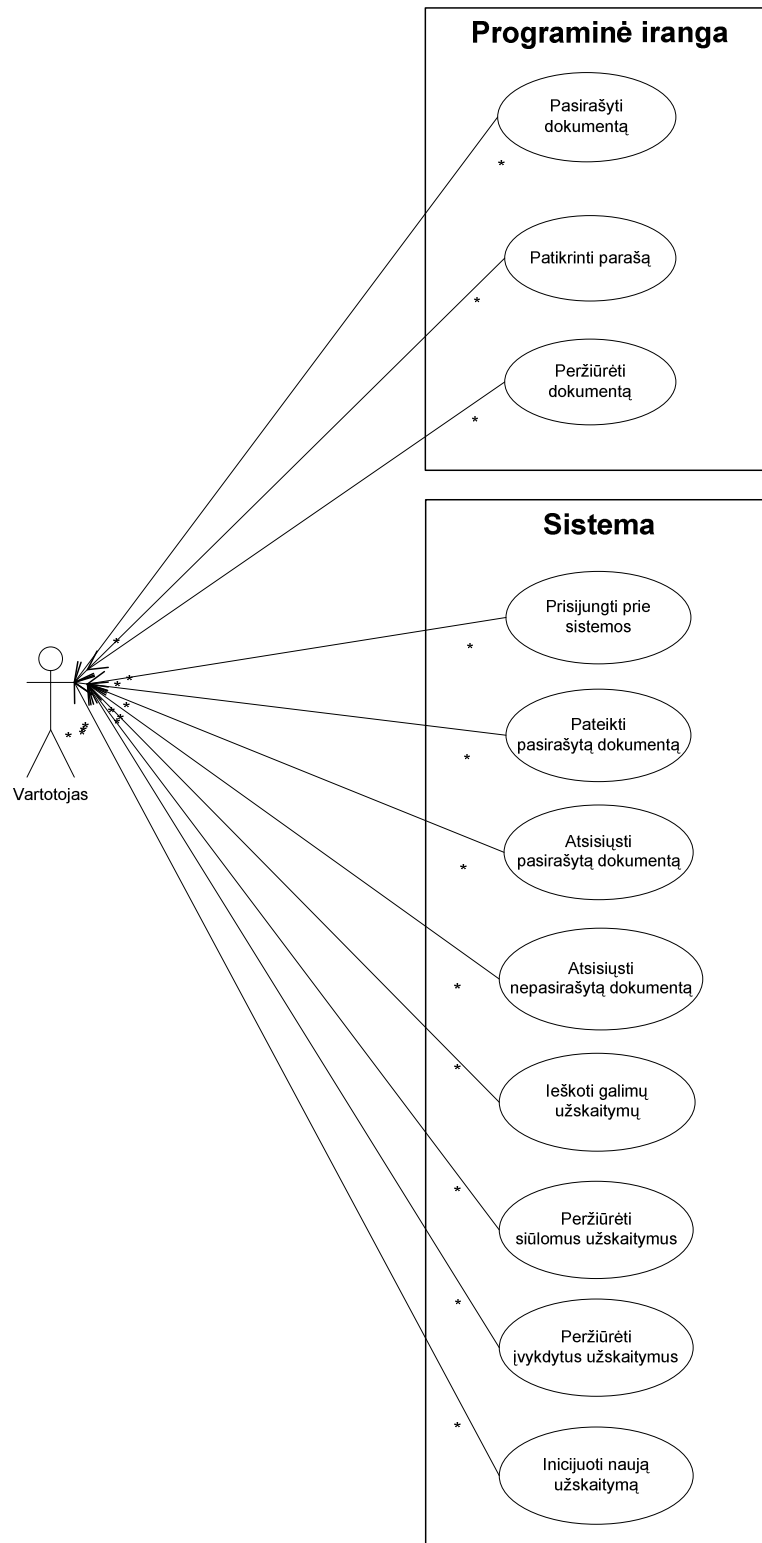 Programinė iranga
Pasirašyti
dokumentą
*
Patikrinti parašą
*
Peržiūrėti
dokumentą
*
Sistema
Prisijungti prie
sistemos
*
*
*
*
Pateikti
pasirašytą dokumentą
*
*
*
*
*
*
*
*
*
Vartotojas
Atsisiųsti
pasirašytą dokumentą
*
Atsisiųsti
nepasirašytą dokumentą
*
Ieškoti galimų
užskaitymų
*
Peržiūrėti
siūlomus užskaitymus
*
Peržiūrėti
įvykdytus užskaitymus
*
Inicijuoti naują
užskaitymą
*